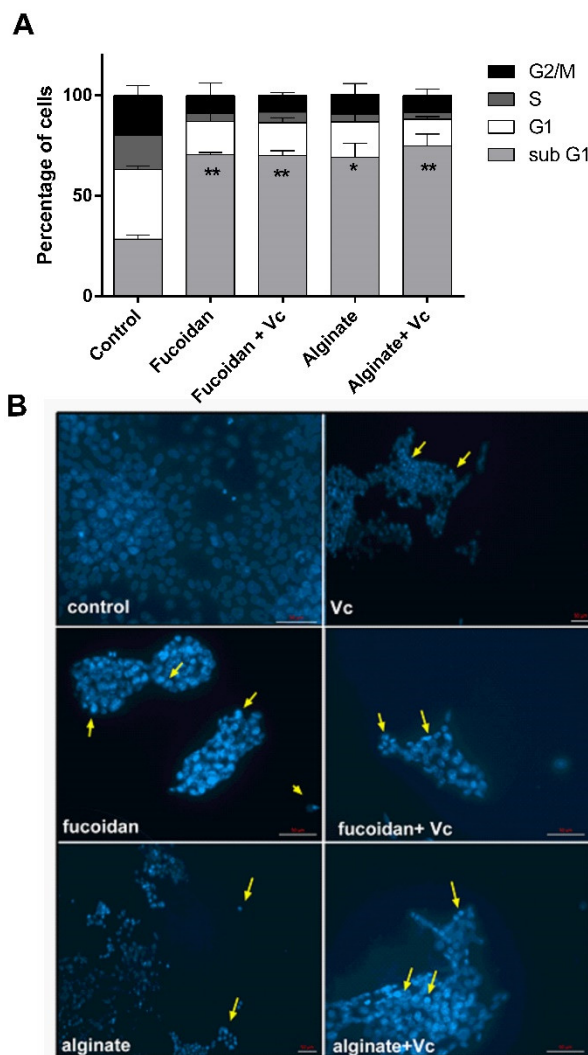 A
Percentage of cells
100
50
0
**
**
*
**
G2/M
S
G1
sub G1
Control
Fucoidan
Fucoidan + Vc
Alginate
Alginate+ Vc
B
control
Vc
fucoidan
fucoidan+ Vc
alginate
alginate+Vc